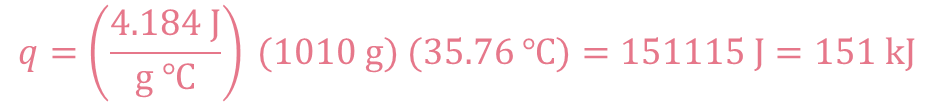 q = (4.184 J / g °C) (1010 g) (35.76 °C) = 151115 J = 151 kJ